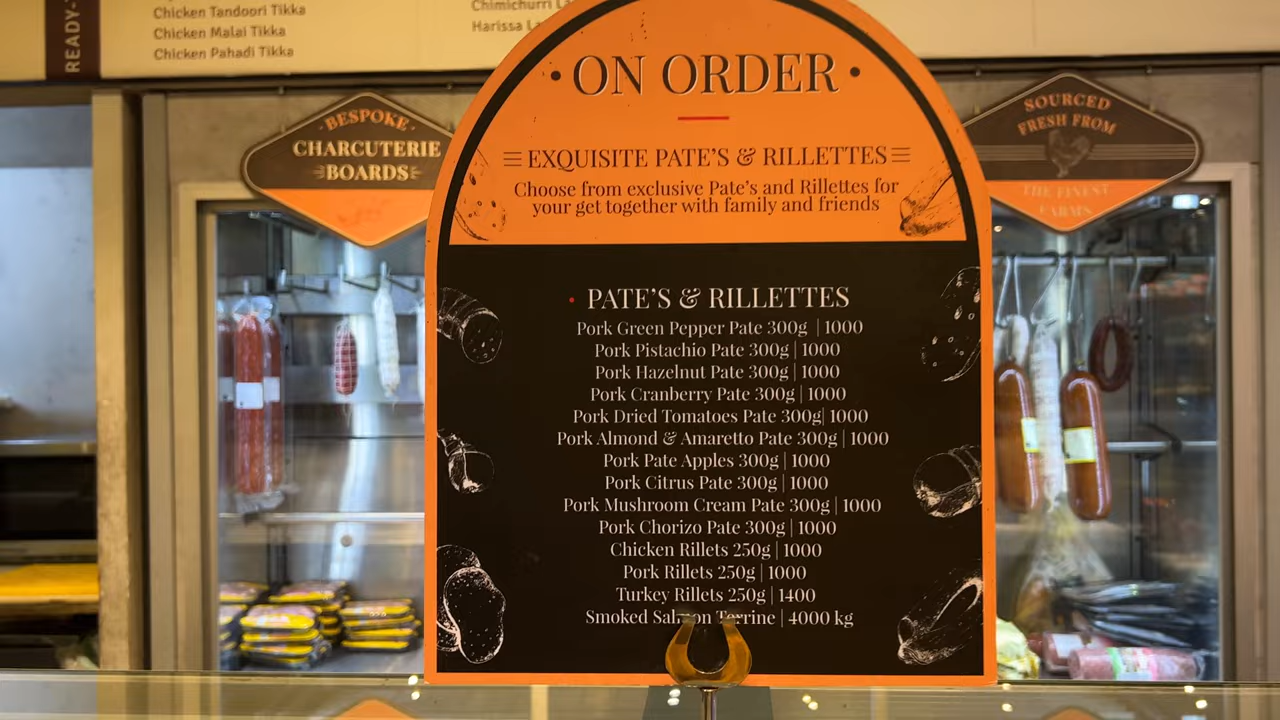 READY-
Chicken Tandoori Tikka
Chicken Malai Tikka
Chicken Pahadi Tikka
Chimichurri
Harissa
BESPOKE
CHARCUTERIE
BOARDS
SOURCED
FRESH FROM
THE FINEST
FARMS
• ON ORDER •
EXQUISITE PATE'S & RILLETTES
Choose from exclusive Pate's and Rillettes for
your get together with family and friends
• PATE'S & RILLETTES
Pork Green Pepper Pate 300g | 1000
Pork Pistachio Pate 300g | 1000
Pork Hazelnut Pate 300g | 1000
Pork Cranberry Pate 300g | 1000
Pork Dried Tomatoes Pate 300g| 1000
Pork Almond & Amaretto Pate 300g | 1000
Pork Pate Apples 300g | 1000
Pork Citrus Pate 300g | 1000
Pork Mushroom Cream Pate 300g | 1000
Pork Chorizo Pate 300g | 1000
Chicken Rillets 250g | 1000
Pork Rillets 250g | 1000
Turkey Rillets 250g | 1400
Smoked Salmon Terrine | 4000 kg